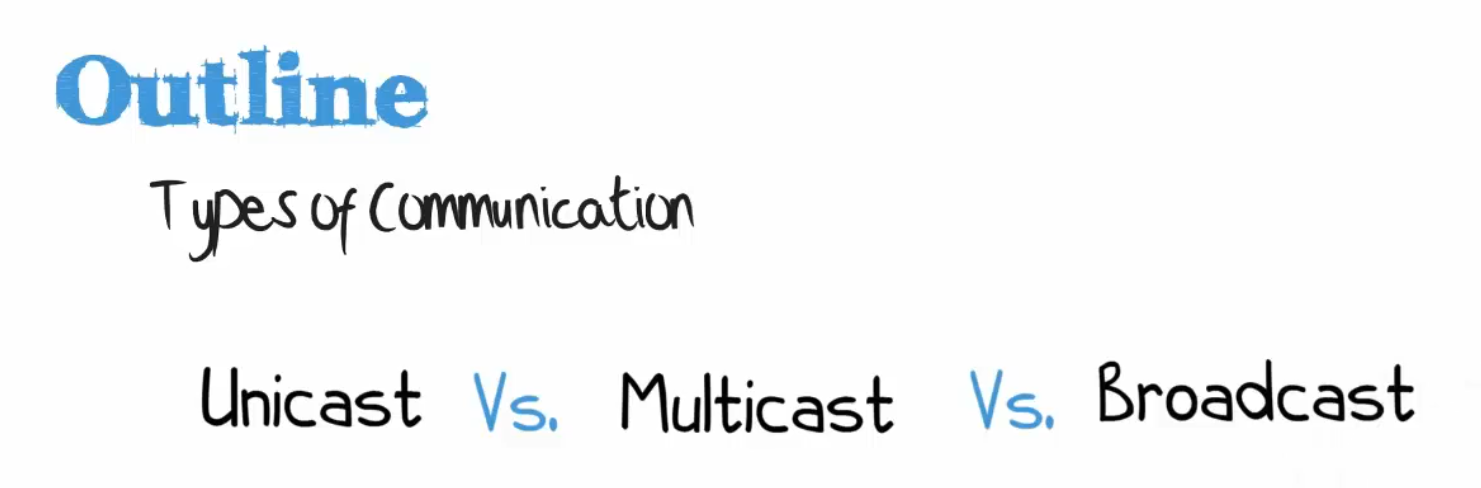 Outline
Types of Communication
Unicast Vs. Multicast Vs. Broadcast